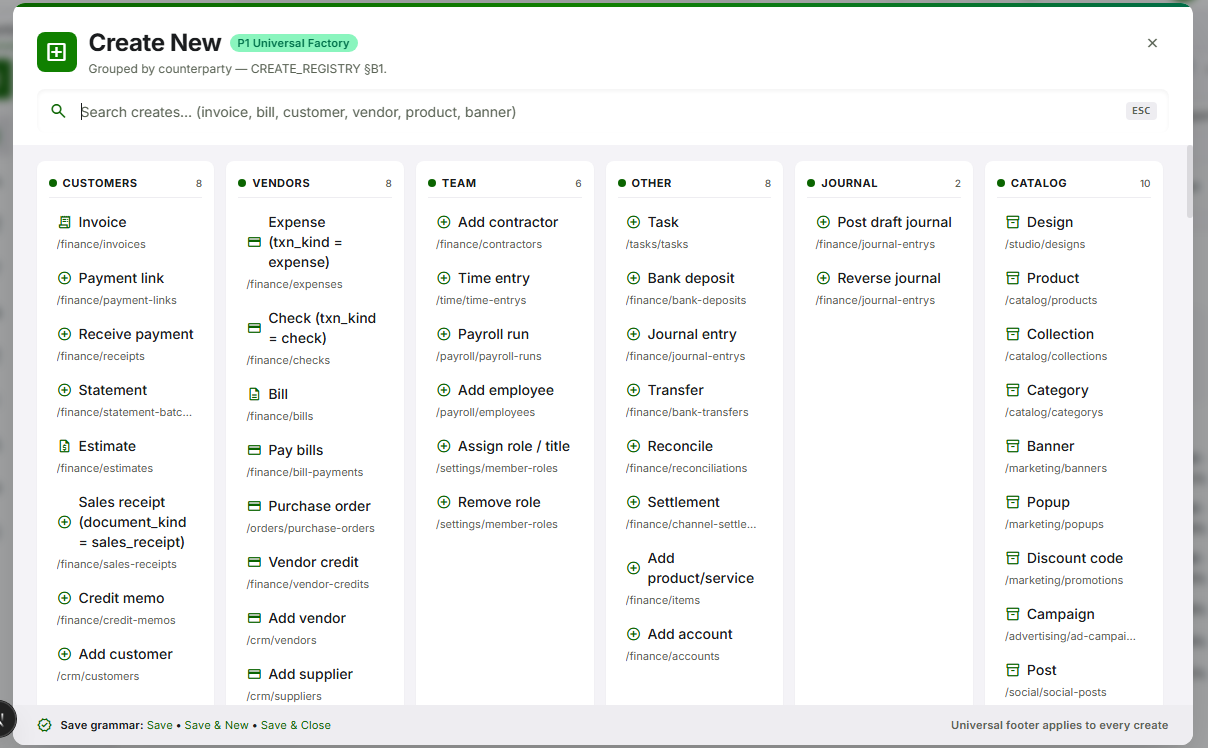 Create New
P1 Universal Factory
Grouped by counterparty — CREATE_REGISTRY §B1.
Search creates... (invoice, bill, customer, vendor, product, banner)
ESC
CUSTOMERS 8
Invoice
/finance/invoices
Payment link
/finance/payment-links
Receive payment
/finance/receipts
Statement
/finance/statement-batc...
Estimate
/finance/estimates
Sales receipt
(document_kind
= sales_receipt)
/finance/sales-receipts
Credit memo
/finance/credit-memos
Add customer
/crm/customers
VENDORS 8
Expense
(txn_kind =
expense)
/finance/expenses
Check (txn_kind
= check)
/finance/checks
Bill
/finance/bills
Pay bills
/finance/bill-payments
Purchase order
/orders/purchase-orders
Vendor credit
/finance/vendor-credits
Add vendor
/crm/vendors
Add supplier
/crm/suppliers
TEAM 6
Add contractor
/finance/contractors
Time entry
/time/time-entrys
Payroll run
/payroll/payroll-runs
Add employee
/payroll/employees
Assign role / title
/settings/member-roles
Remove role
/settings/member-roles
OTHER 8
Task
/tasks/tasks
Bank deposit
/finance/bank-deposits
Journal entry
/finance/journal-entrys
Transfer
/finance/bank-transfers
Reconcile
/finance/reconciliations
Settlement
/finance/channel-settle...
Add
product/service
/finance/items
Add account
/finance/accounts
JOURNAL 2
Post draft journal
/finance/journal-entrys
Reverse journal
/finance/journal-entrys
CATALOG 10
Design
/studio/designs
Product
/catalog/products
Collection
/catalog/collections
Category
/catalog/categorys
Banner
/marketing/banners
Popup
/marketing/popups
Discount code
/marketing/promotions
Campaign
/advertising/ad-campai...
Post
/social/social-posts
Save grammar: Save • Save & New • Save & Close
Universal footer applies to every create